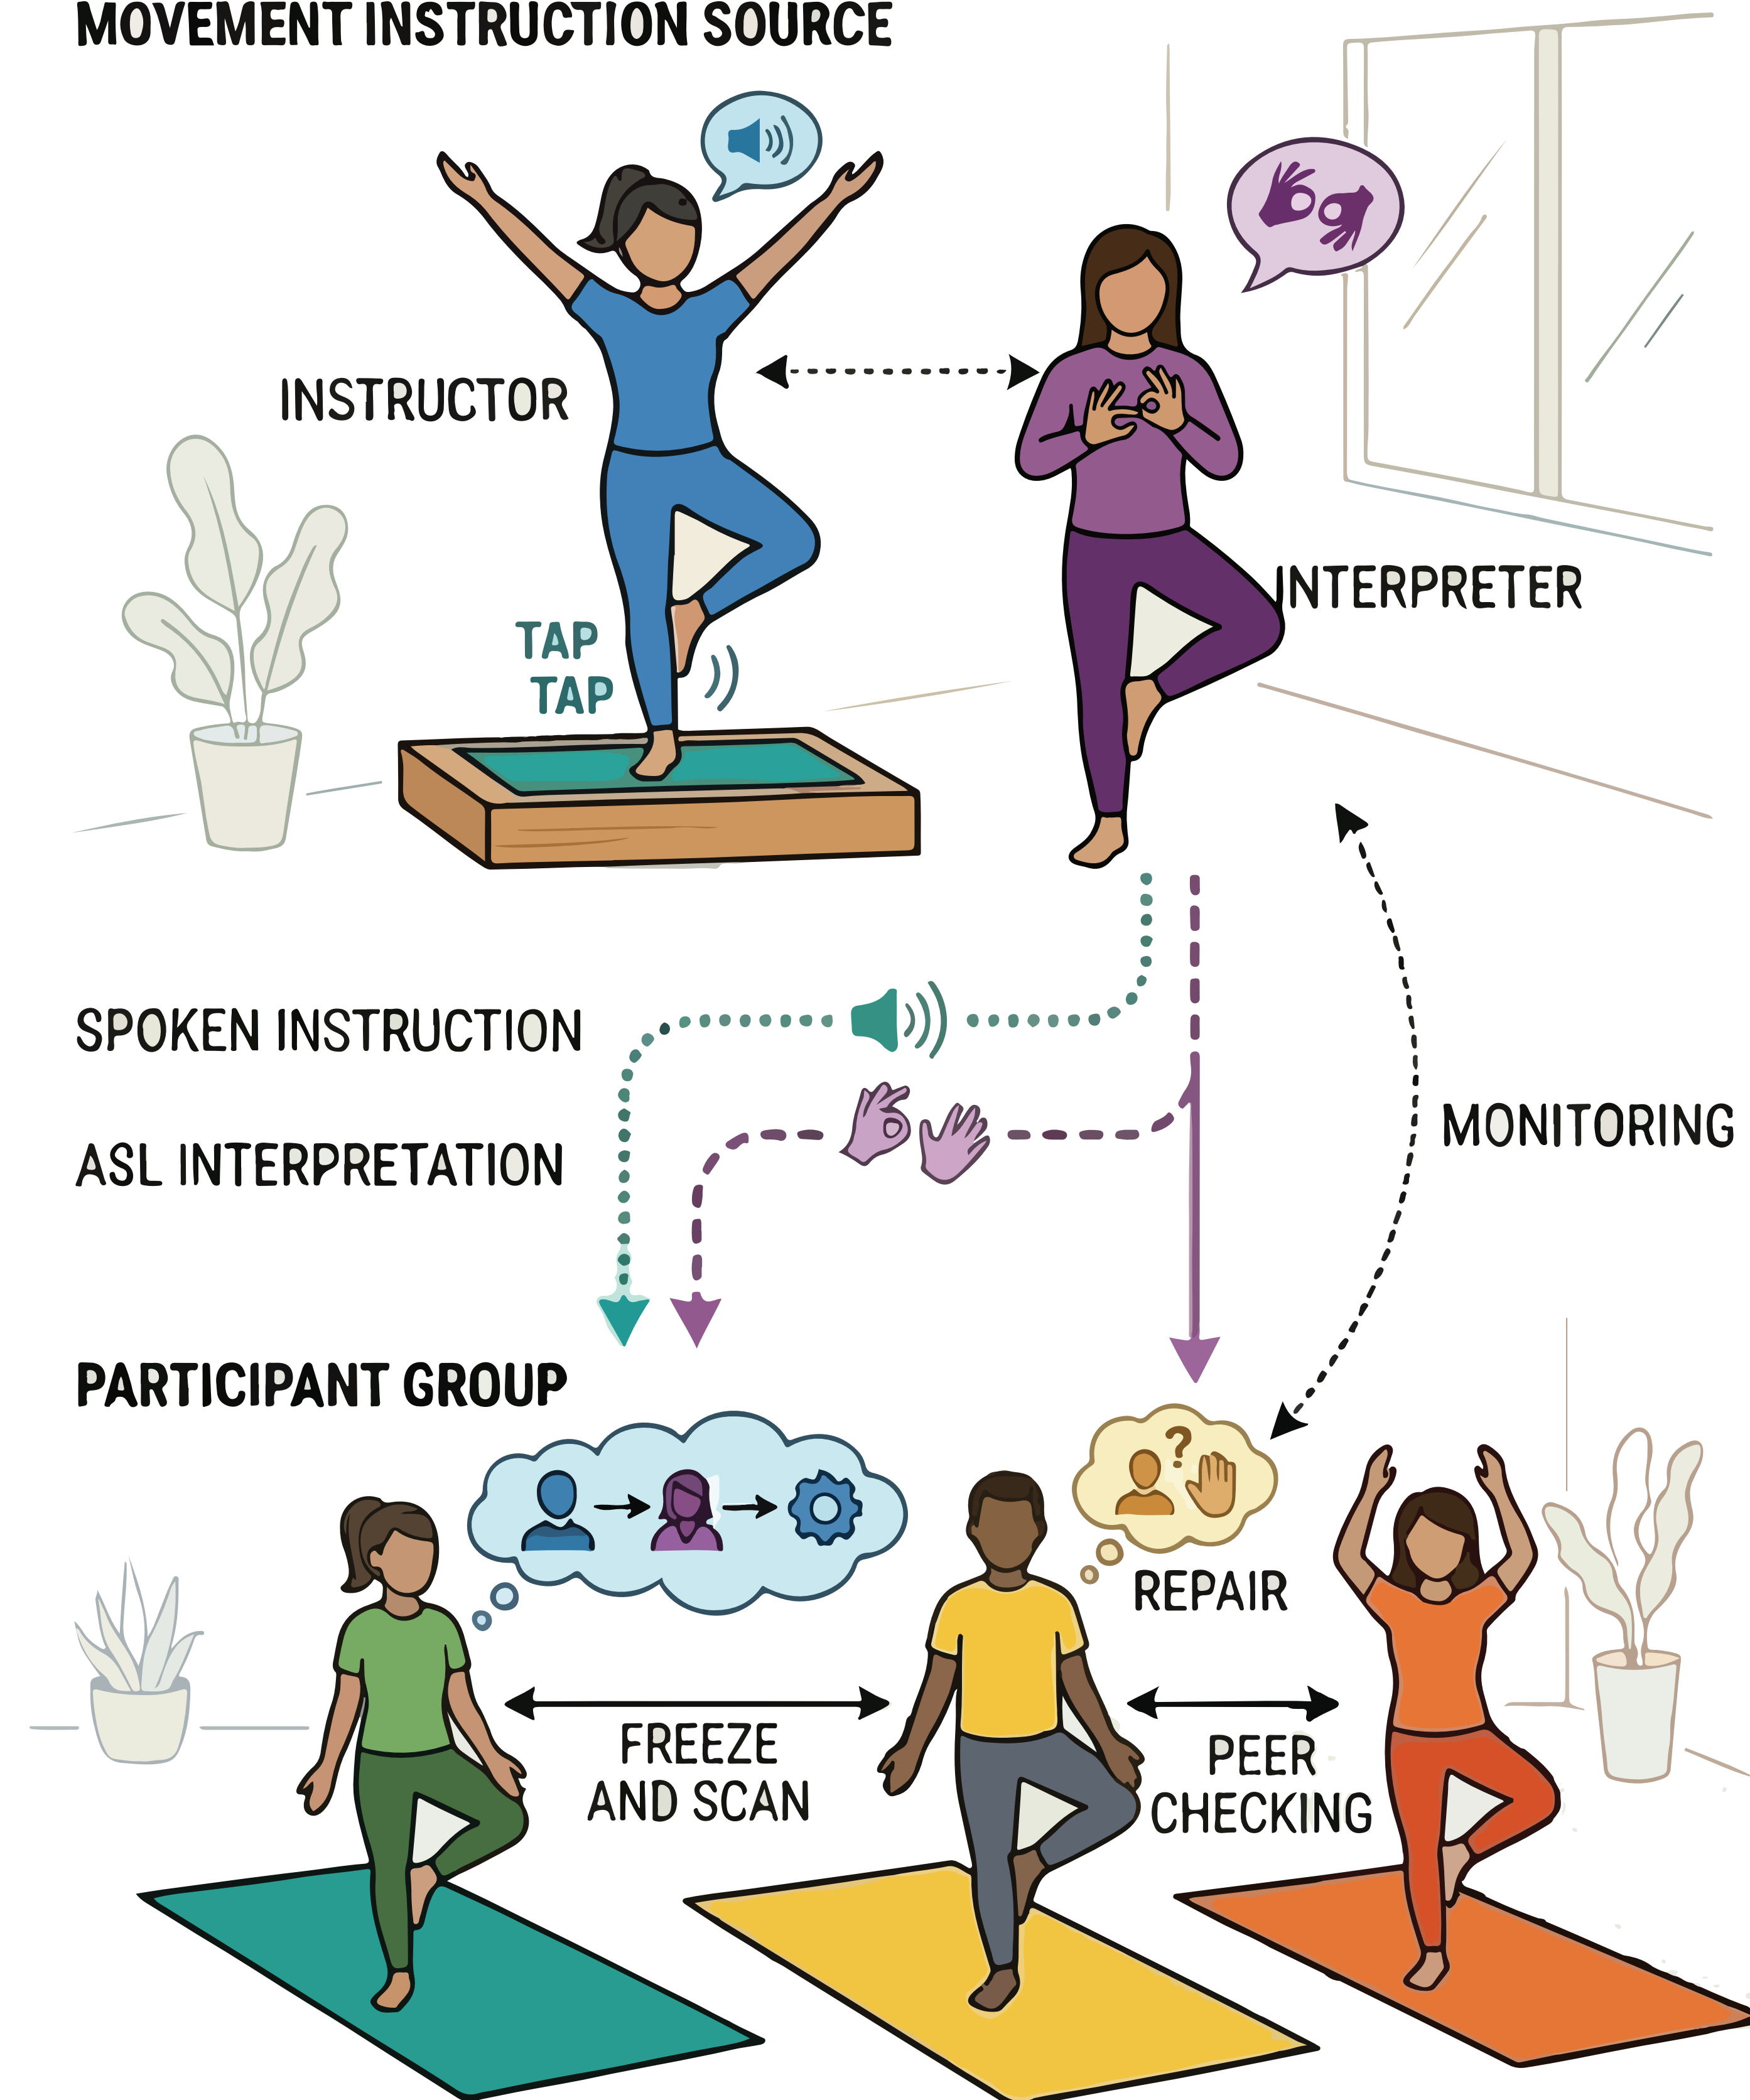 MOVEMENT INSTRUCTION SOURCE
INSTRUCTOR
INTERPRETER
TAP
TAP
SPOKEN INSTRUCTION
ASL INTERPRETATION
MONITORING
PARTICIPANT GROUP
?
REPAIR
FREEZE
AND SCAN
PEER
CHECKING